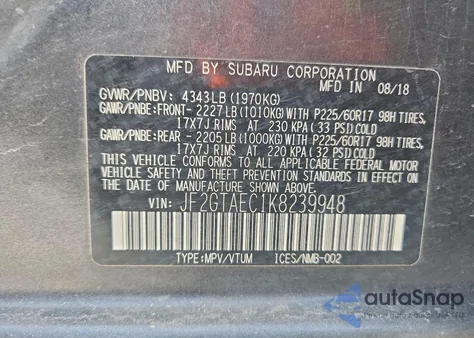 MFD BY SUBARU CORPORATION
MFD IN 08/18
GVWR/PNBV: 4343LB (1970KG)
GAWR/PNBE:FRONT- 2227LB (1010KG) WITH P225/60R17 98H TIRES,
17X7J RIMS AT 230 KPA (33 PSI) COLD
GAWR/PNBE:REAR - 2205LB (1000KG) WITH P225/60R17 98H TIRES,
17X7J RIMS AT 220 KPA (32 PSI) COLD
THIS VEHICLE CONFORMS TO ALL APPLICABLE FEDERAL MOTOR
VEHICLE SAFETY STANDARDS IN EFFECT ON THE DATE OF
MANUFACTURE SHOWN ABOVE.
VIN: JF2GTAEC1K8239948
TYPE:MPV/VTUM ICES/NMB-002
autoSnap